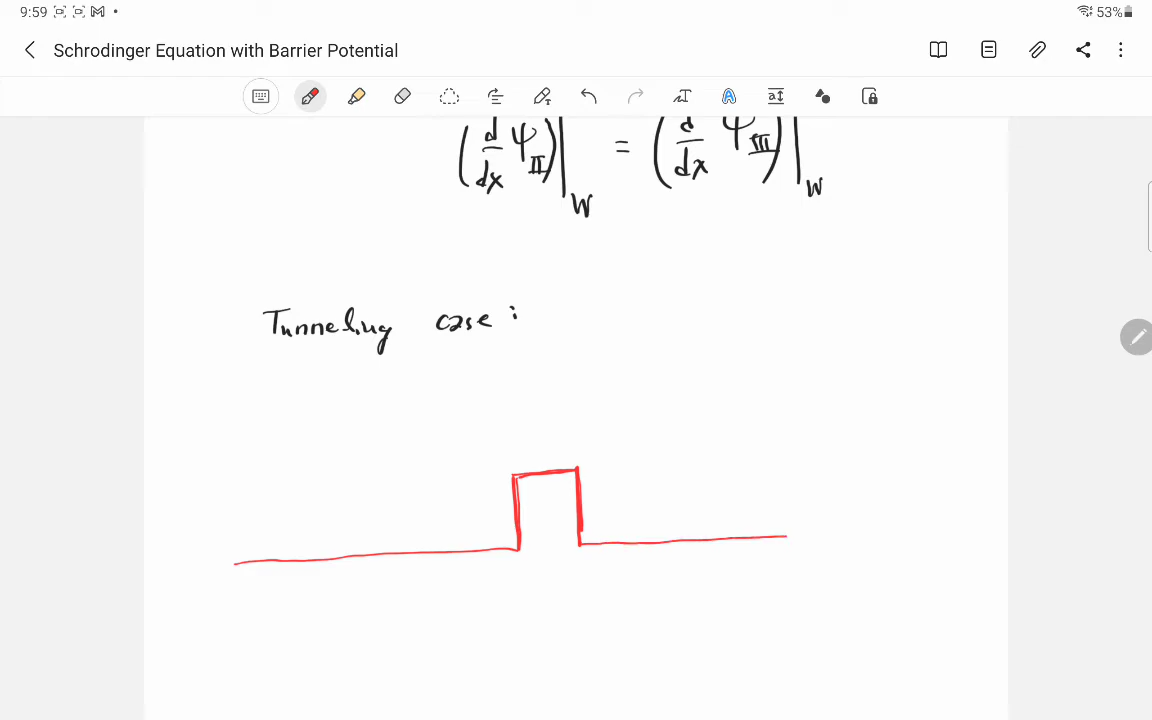 9:59
53%
Schrodinger Equation with Barrier Potential
(d/dx ψ_II)|_W = (d/dx ψ_III)|_W
Tunneling case :